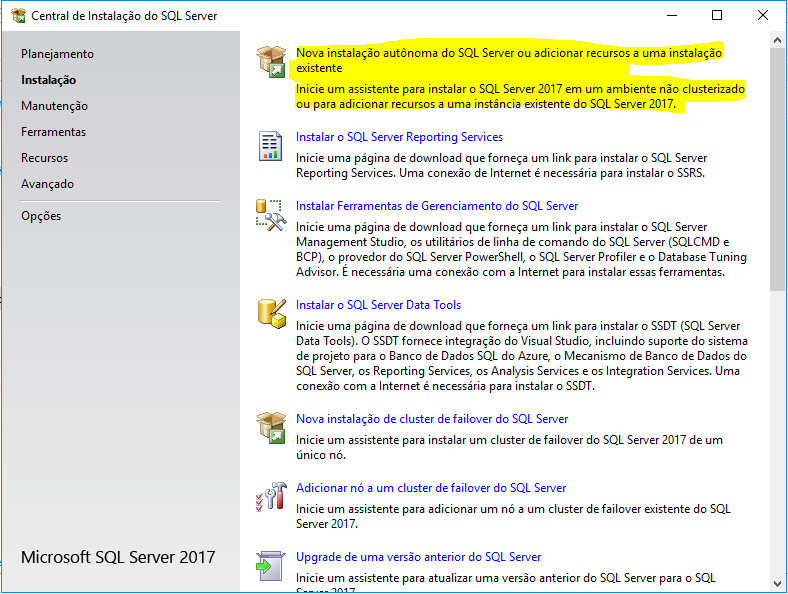 Central de Instalação do SQL Server
Planejamento
Instalação
Manutenção
Ferramentas
Recursos
Avançado
Opções
Microsoft SQL Server 2017
Nova instalação autônoma do SQL Server ou adicionar recursos a uma instalação
existente
Inicie um assistente para instalar o SQL Server 2017 em um ambiente não clusterizado
ou para adicionar recursos a uma instância existente do SQL Server 2017.
Instalar o SQL Server Reporting Services
Inicie uma página de download que forneça um link para instalar o SQL Server
Reporting Services. Uma conexão de Internet é necessária para instalar o SSRS.
Instalar Ferramentas de Gerenciamento do SQL Server
Inicie uma página de download que forneça um link para instalar o SQL Server
Management Studio, os utilitários de linha de comando do SQL Server (SQLCMD e
BCP), o provedor do SQL Server PowerShell, o SQL Server Profiler e o Database Tuning
Advisor. É necessária uma conexão com a Internet para instalar essas ferramentas.
Instalar o SQL Server Data Tools
Inicie uma página de download que forneça um link para instalar o SSDT (SQL Server
Data Tools). O SSDT fornece integração do Visual Studio, incluindo suporte do sistema
de projeto para o Banco de Dados SQL do Azure, o Mecanismo de Banco de Dados do
SQL Server, os Reporting Services, os Analysis Services e os Integration Services. Uma
conexão com a Internet é necessária para instalar o SSDT.
Nova instalação de cluster de failover do SQL Server
Inicie um assistente para instalar um cluster de failover do SQL Server 2017 de um
único nó.
Adicionar nó a um cluster de failover do SQL Server
Inicie um assistente para adicionar um nó a um cluster de failover existente do SQL
Server 2017.
Upgrade de uma versão anterior do SQL Server
Inicie um assistente para atualizar uma versão anterior do SQL Server para o SQL
Server 2017.